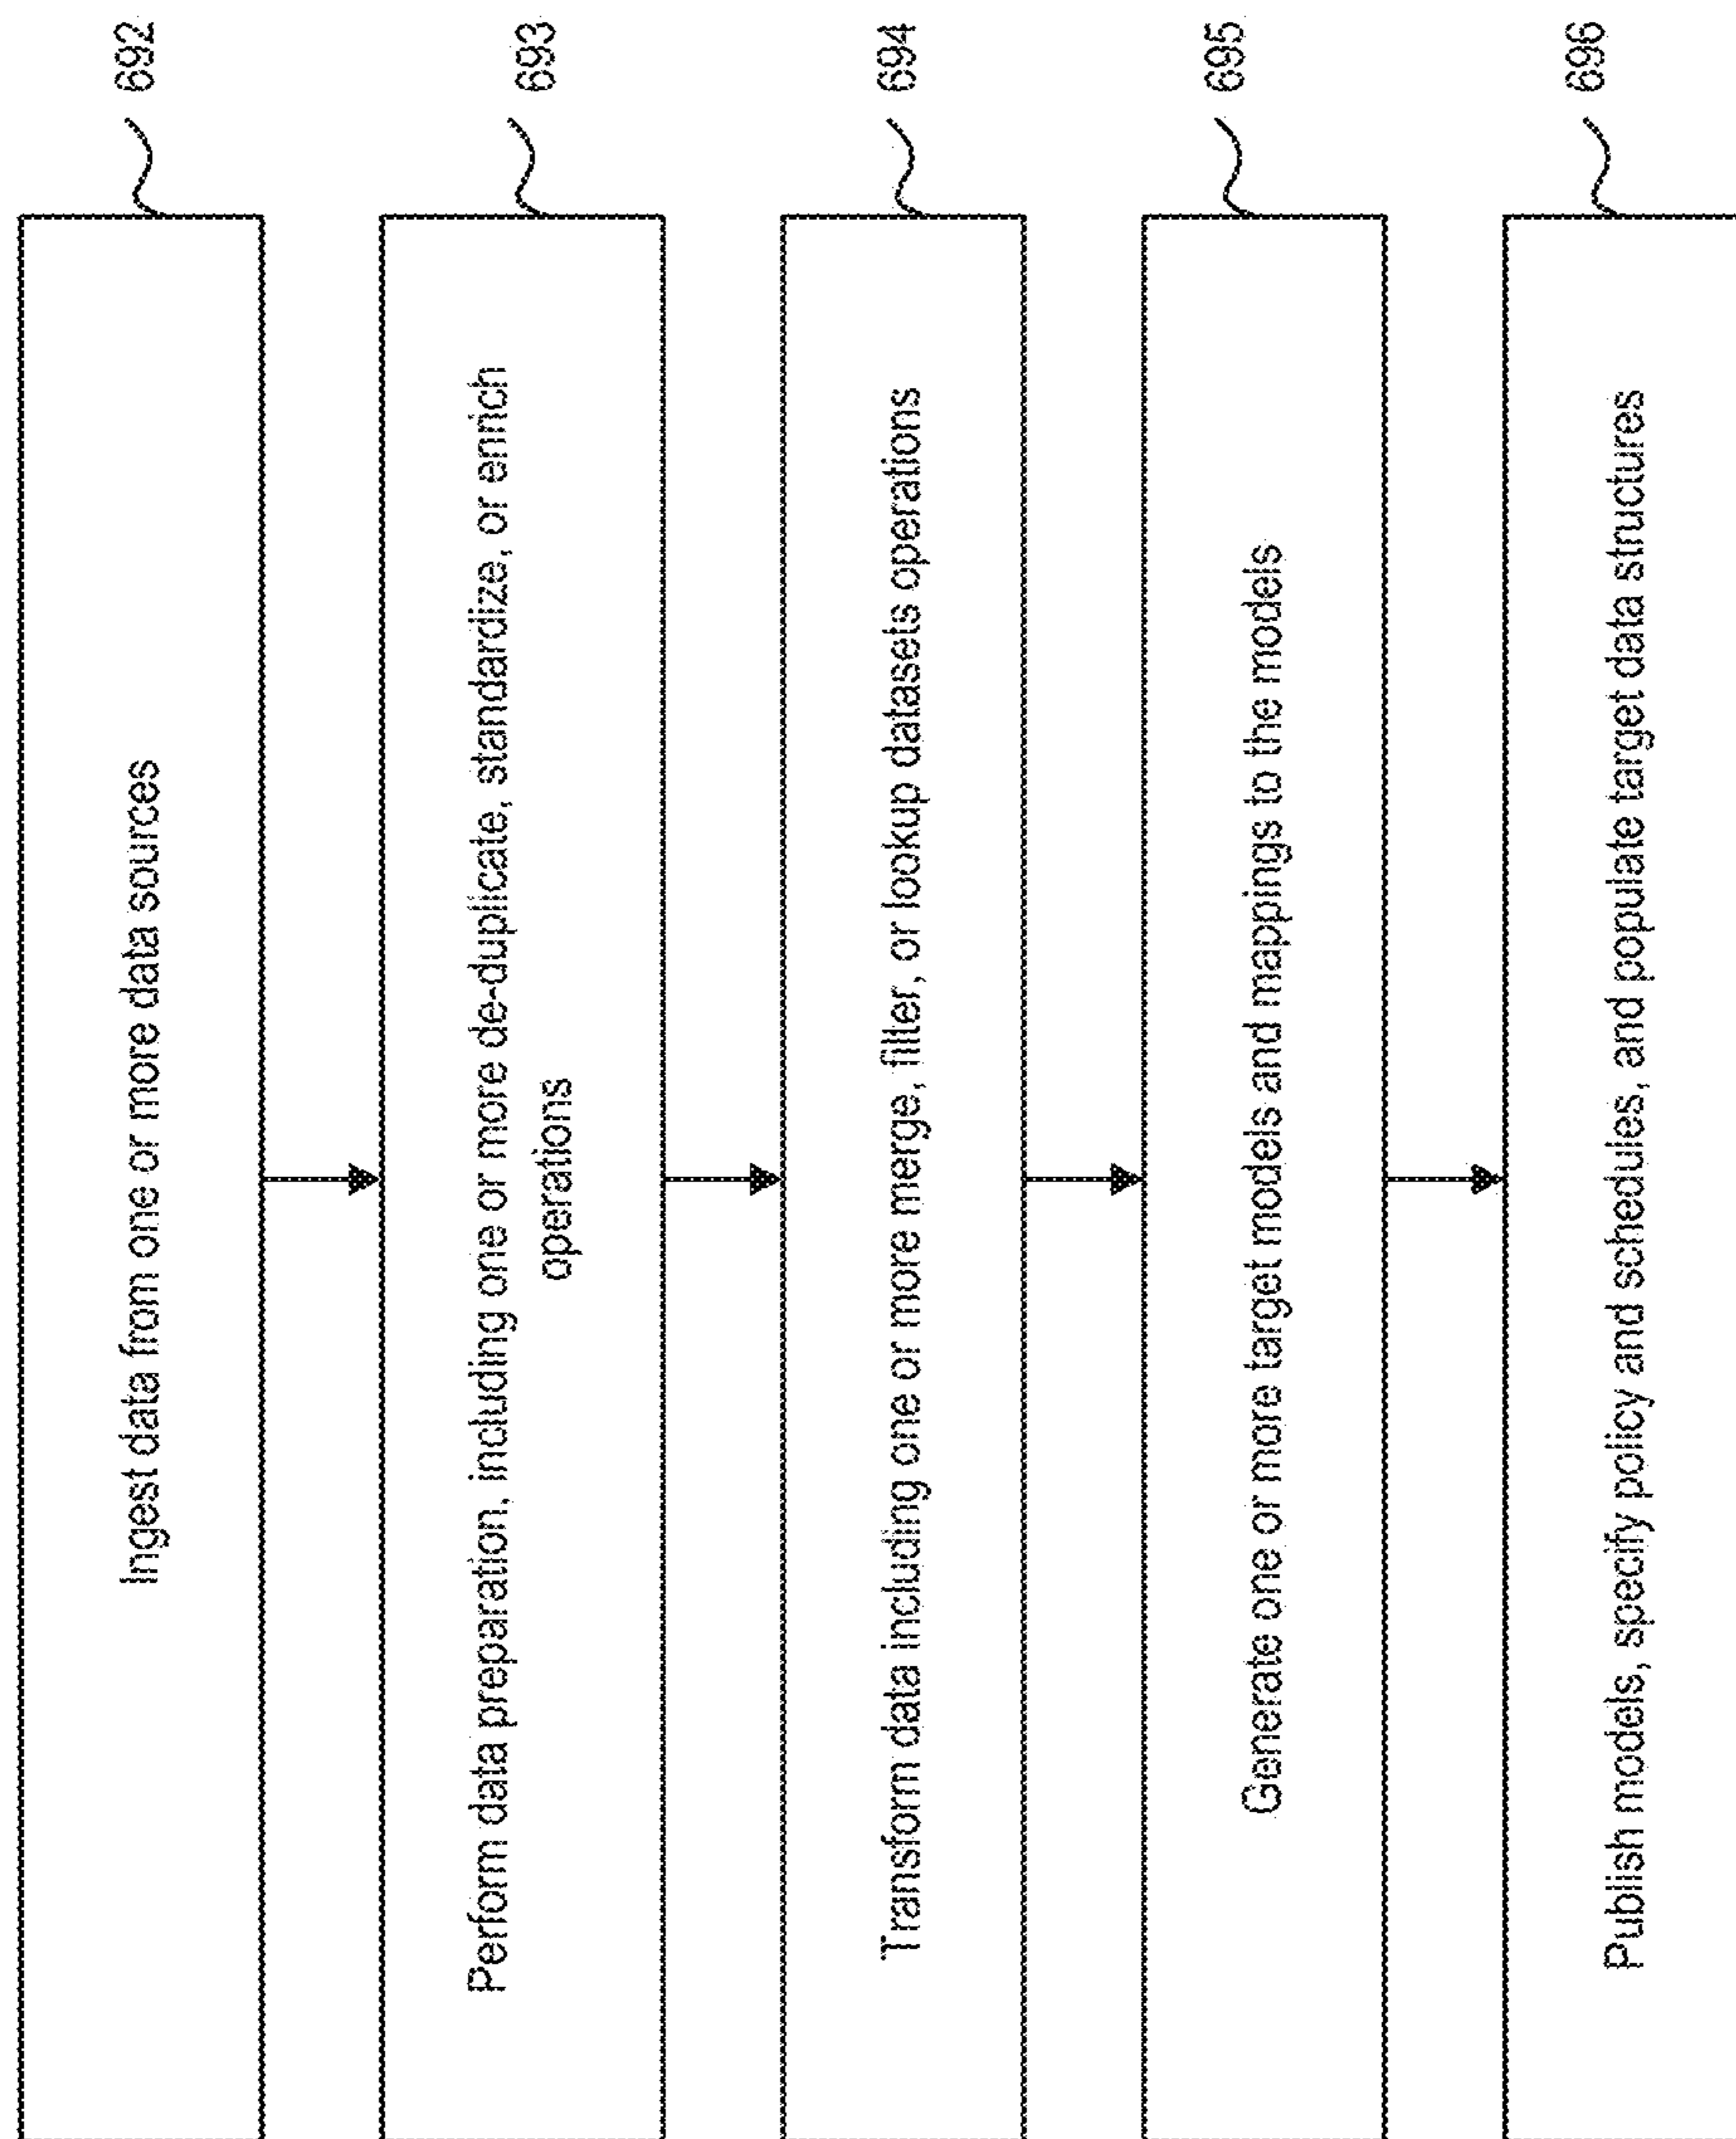 Ingest data from one or more data sources
692
Perform data preparation, including one or more de-duplicate, standardize, or enrich
operations
693
Transform data including one or more merge, filter, or lookup datasets operations
694
Generate one or more target models and mappings to the models
695
Publish models, specify policy and schedules, and populate target data structures
696